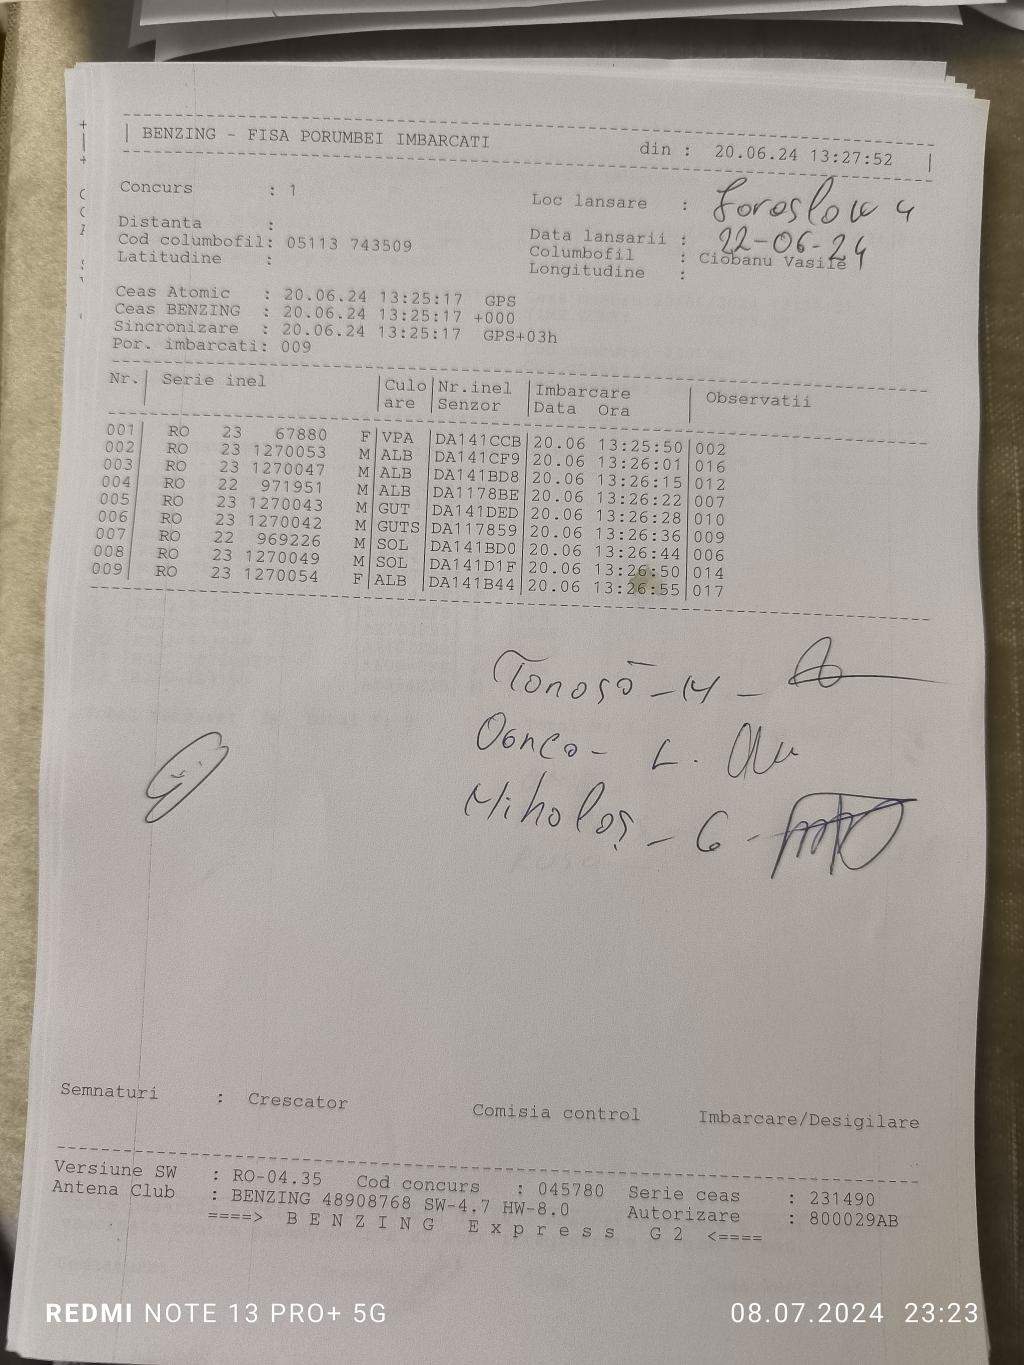 BENZING - FISA PORUMBEI IMBARCATI din : 20.06.24 13:27:52
Concurs : 1
Loc lansare :
Distanta :
Data lansarii : 22-06-24
Cod columbofil: 05113 743509
Columbofil : Ciobanu Vasile
Latitudine :
Longitudine :
Ceas Atomic : 20.06.24 13:25:17 GPS
Ceas BENZING : 20.06.24 13:25:17 +000
Sincronizare : 20.06.24 13:25:17 GPS+03h
Por. imbarcati: 009
Nr. Serie inel Culo Nr.inel Imbarcare Observatii
are Senzor Data Ora
001 RO 23 67880 F VPA DA141CCB 20.06 13:25:50 002
002 RO 23 1270053 M ALB DA141CF9 20.06 13:26:01 016
003 RO 23 1270047 M ALB DA141BD8 20.06 13:26:15 012
004 RO 22 971951 M ALB DA1178BE 20.06 13:26:22 007
005 RO 23 1270043 M GUT DA141DED 20.06 13:26:28 010
006 RO 23 1270042 M GUTS DA117859 20.06 13:26:36 009
007 RO 22 969226 M SOL DA141BD0 20.06 13:26:44 006
008 RO 23 1270049 M SOL DA141D1F 20.06 13:26:50 014
009 RO 23 1270054 F ALB DA141B44 20.06 13:26:55 017
Semnaturi : Crescator Comisia control Imbarcare/Desigilare
Versiune SW : RO-04.35 Cod concurs : 045780 Serie ceas : 231490
Antena Club : BENZING 48908768 SW-4.7 HW-8.0 Autorizare : 800029AB
====> B E N Z I N G E x p r e s s G 2 <====
REDMI NOTE 13 PRO+ 5G 08.07.2024 23:23